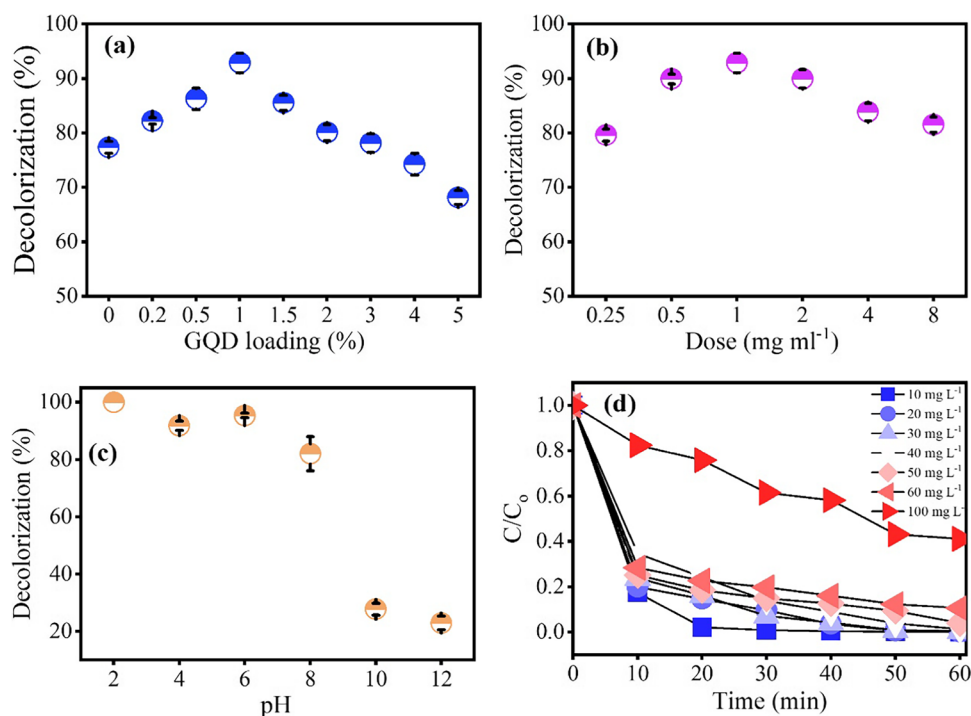 (a)
Decolorization (%)
100
90
80
70
60
50
0 0.2 0.5 1 1.5 2 3 4 5
GQD loading (%)
(b)
Decolorization (%)
100
90
80
70
60
50
0.25 0.5 1 2 4 8
Dose (mg ml⁻¹)
(c)
Decolorization (%)
100
80
60
40
20
2 4 6 8 10 12
pH
(d)
C/Co
1.0
0.8
0.6
0.4
0.2
0.0
0 10 20 30 40 50 60
Time (min)
10 mg L⁻¹
20 mg L⁻¹
30 mg L⁻¹
40 mg L⁻¹
50 mg L⁻¹
60 mg L⁻¹
100 mg L⁻¹